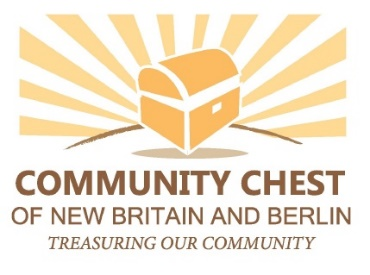 COMMUNITY CHEST
OF NEW BRITAIN AND BERLIN
TREASURING OUR COMMUNITY